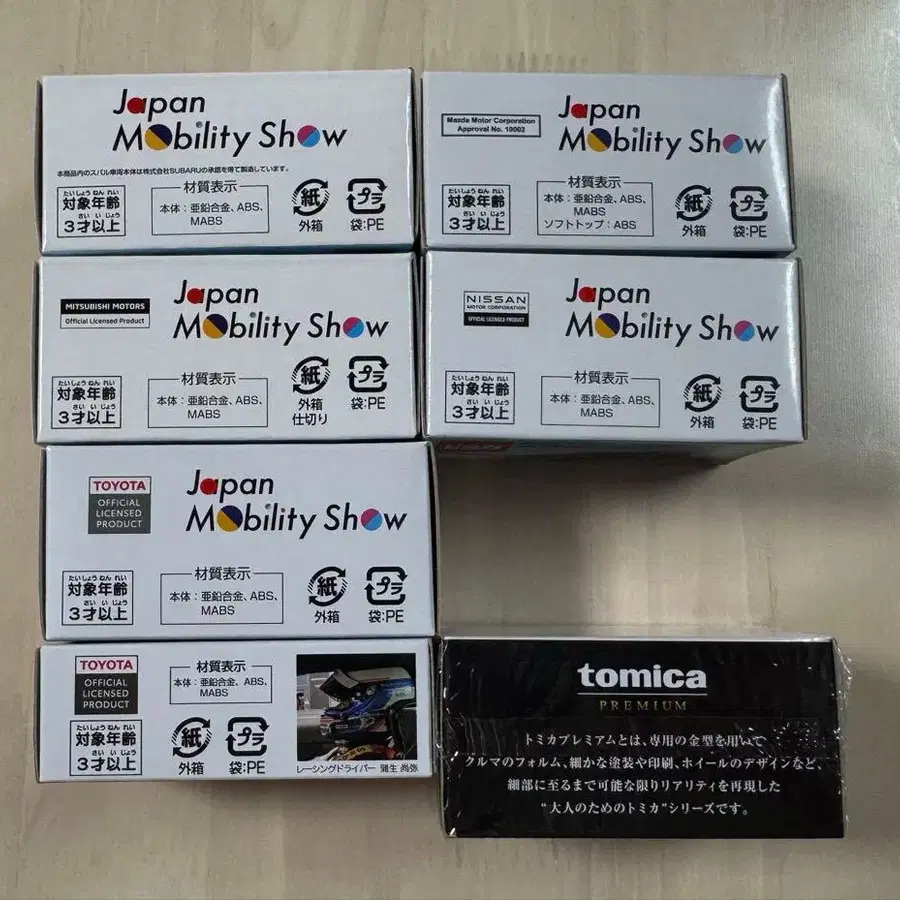 Japan
Mobility Show
本商品内のスバル車両本体は株式会社SUBARUの承認を得て製造しています。
たいしょうねんれい
対象年齢
さいいじょう
3才以上
材質表示
本体：亜鉛合金、ABS、
MABS
紙
外箱
プラ
袋:PE
Mazda Motor Corporation
Approval No. 10002
Japan
Mobility Show
たいしょうねんれい
対象年齢
さいいじょう
3才以上
材質表示
本体：亜鉛合金、ABS、
MABS
ソフトトップ：ABS
紙
外箱
プラ
袋:PE
MITSUBISHI MOTORS
Official Licensed Product
Japan
Mobility Show
たいしょうねんれい
対象年齢
さいいじょう
3才以上
材質表示
本体：亜鉛合金、ABS、
MABS
紙
外箱
仕切り
プラ
袋:PE
NISSAN
MOTOR CORPORATION
OFFICIAL LICENSED PRODUCT
Japan
Mobility Show
たいしょうねんれい
対象年齢
さいいじょう
3才以上
材質表示
本体：亜鉛合金、ABS、
MABS
紙
外箱
プラ
袋:PE
TOYOTA
OFFICIAL
LICENSED
PRODUCT
Japan
Mobility Show
たいしょうねんれい
対象年齢
さいいじょう
3才以上
材質表示
本体：亜鉛合金、ABS、
MABS
紙
外箱
プラ
袋:PE
TOYOTA
OFFICIAL
LICENSED
PRODUCT
材質表示
本体：亜鉛合金、ABS、
MABS
たいしょうねんれい
対象年齢
さいいじょう
3才以上
紙
外箱
プラ
袋:PE
レーシングドライバー 蒲生 尚弥
tomica
PREMIUM
トミカプレミアムとは、専用の金型を用いて
クルマのフォルム、細かな塗装や印刷、ホイールのデザインなど、
細部に至るまで可能な限りリアリティを再現した
“大人のためのトミカ”シリーズです。